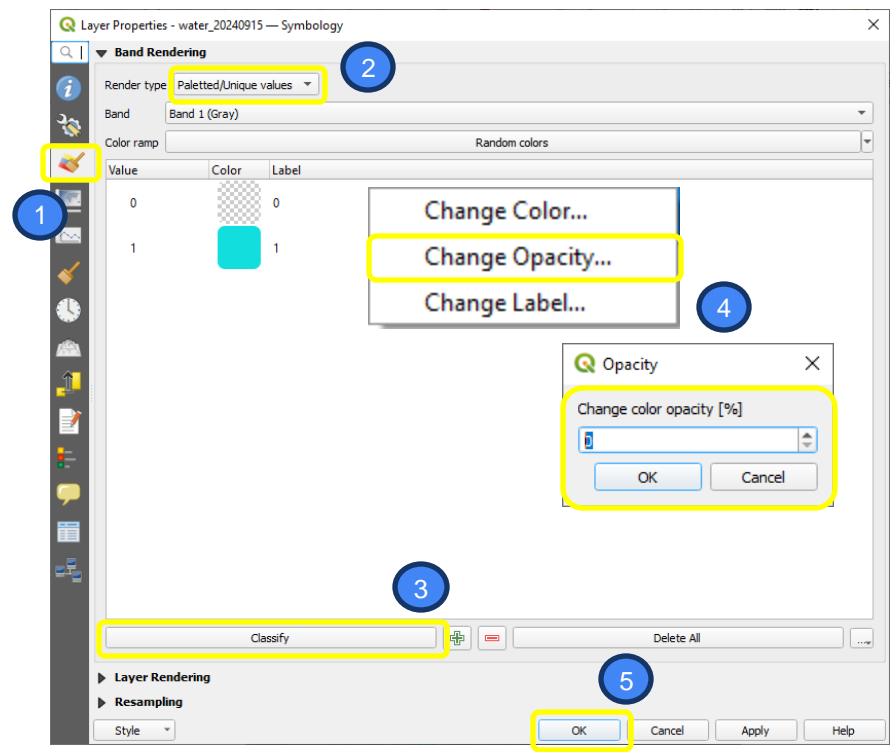 Layer Properties - water_20240915 — Symbology
Band Rendering
2
Render type Paletted/Unique values
Band Band 1 (Gray)
Color ramp Random colors
Value Color Label
0 0
1
1 1
Change Color...
Change Opacity...
Change Label...
4
Opacity
Change color opacity [%]
0
OK Cancel
3
Classify Delete All ...
Layer Rendering
5
Resampling
Style OK Cancel Apply Help